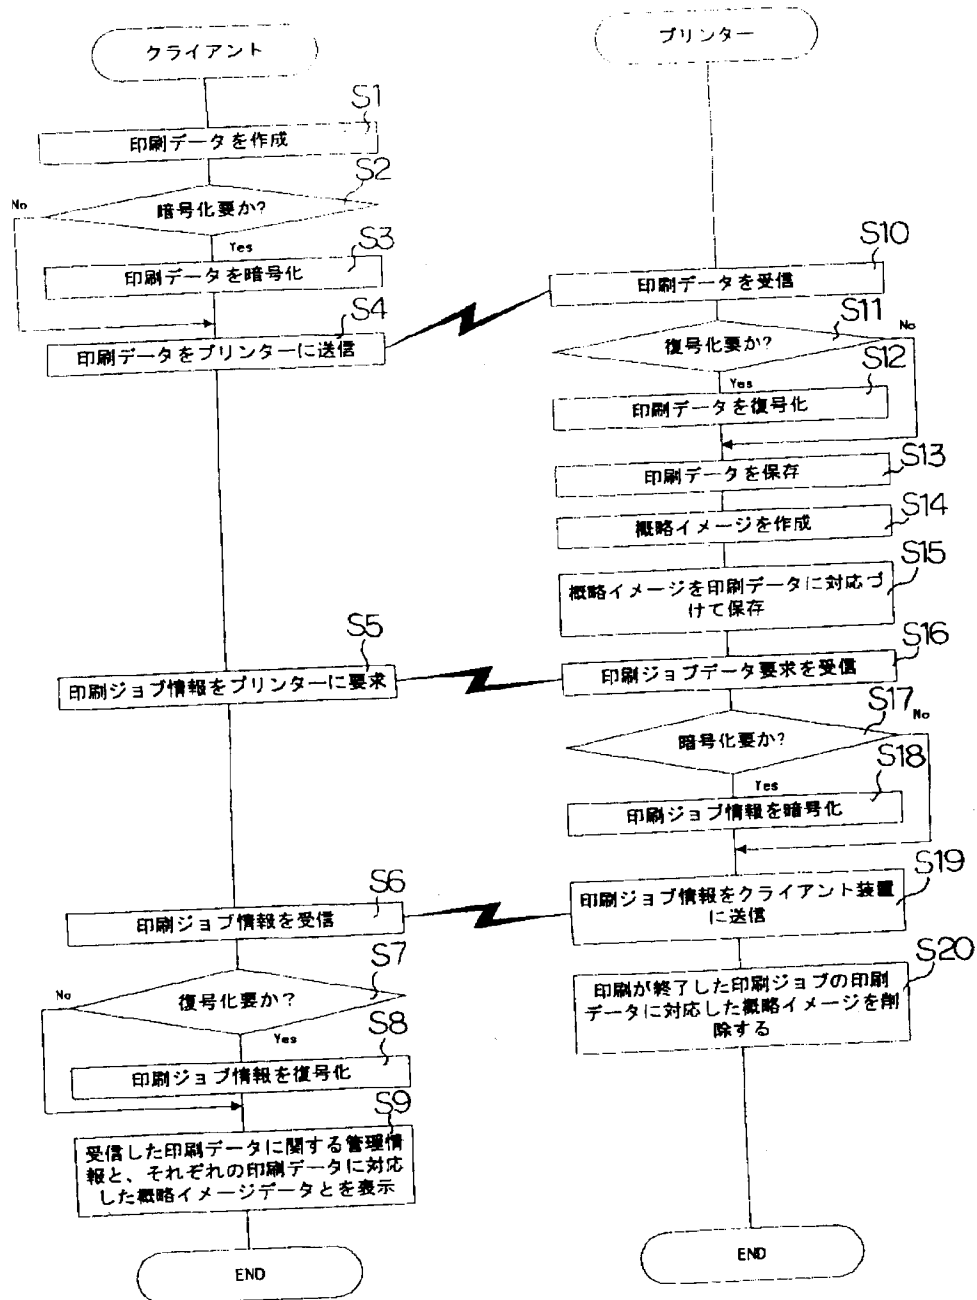 クライアント
S1
印刷データを作成
S2
暗号化要か?
No
Yes
S3
印刷データを暗号化
S4
印刷データをプリンターに送信
S5
印刷ジョブ情報をプリンターに要求
S6
印刷ジョブ情報を受信
S7
復号化要か?
No
Yes
S8
印刷ジョブ情報を復号化
S9
受信した印刷データに関する管理情
報と、それぞれの印刷データに対応
した概略イメージデータとを表示
END
プリンター
S10
印刷データを受信
S11
復号化要か?
No
Yes
S12
印刷データを復号化
S13
印刷データを保存
S14
概略イメージを作成
S15
概略イメージを印刷データに対応づ
けて保存
S16
印刷ジョブデータ要求を受信
S17
暗号化要か?
No
Yes
S18
印刷ジョブ情報を暗号化
S19
印刷ジョブ情報をクライアント装置
に送信
S20
印刷が終了した印刷ジョブの印刷
データに対応した概略イメージを削
除する
END